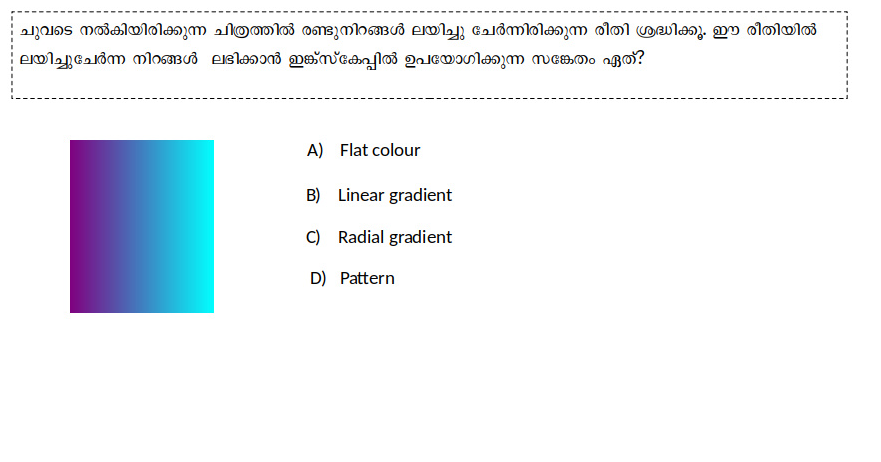 ചുവടെ നൽകിയിരിക്കുന്ന ചിത്രത്തിൽ രണ്ടുനിറങ്ങൾ ലയിച്ചു ചേർന്നിരിക്കുന്ന രീതി ശ്രദ്ധിക്കൂ. ഈ രീതിയിൽ
ലയിച്ചുചേർന്ന നിറങ്ങൾ ലഭിക്കാൻ ഇങ്ക്സ്കേപ്പിൽ ഉപയോഗിക്കുന്ന സങ്കേതം ഏത്?
A) Flat colour
B) Linear gradient
C) Radial gradient
D) Pattern